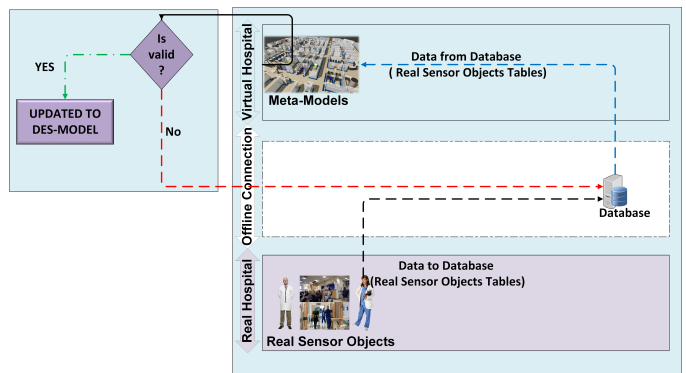 Is
valid
?
YES
UPDATED TO
DES-MODEL
No
Virtual Hospital
Data from Database
( Real Sensor Objects Tables)
Meta-Models
Offline Connection
Database
Real Hospital
Data to Database
(Real Sensor Objects Tables)
Real Sensor Objects